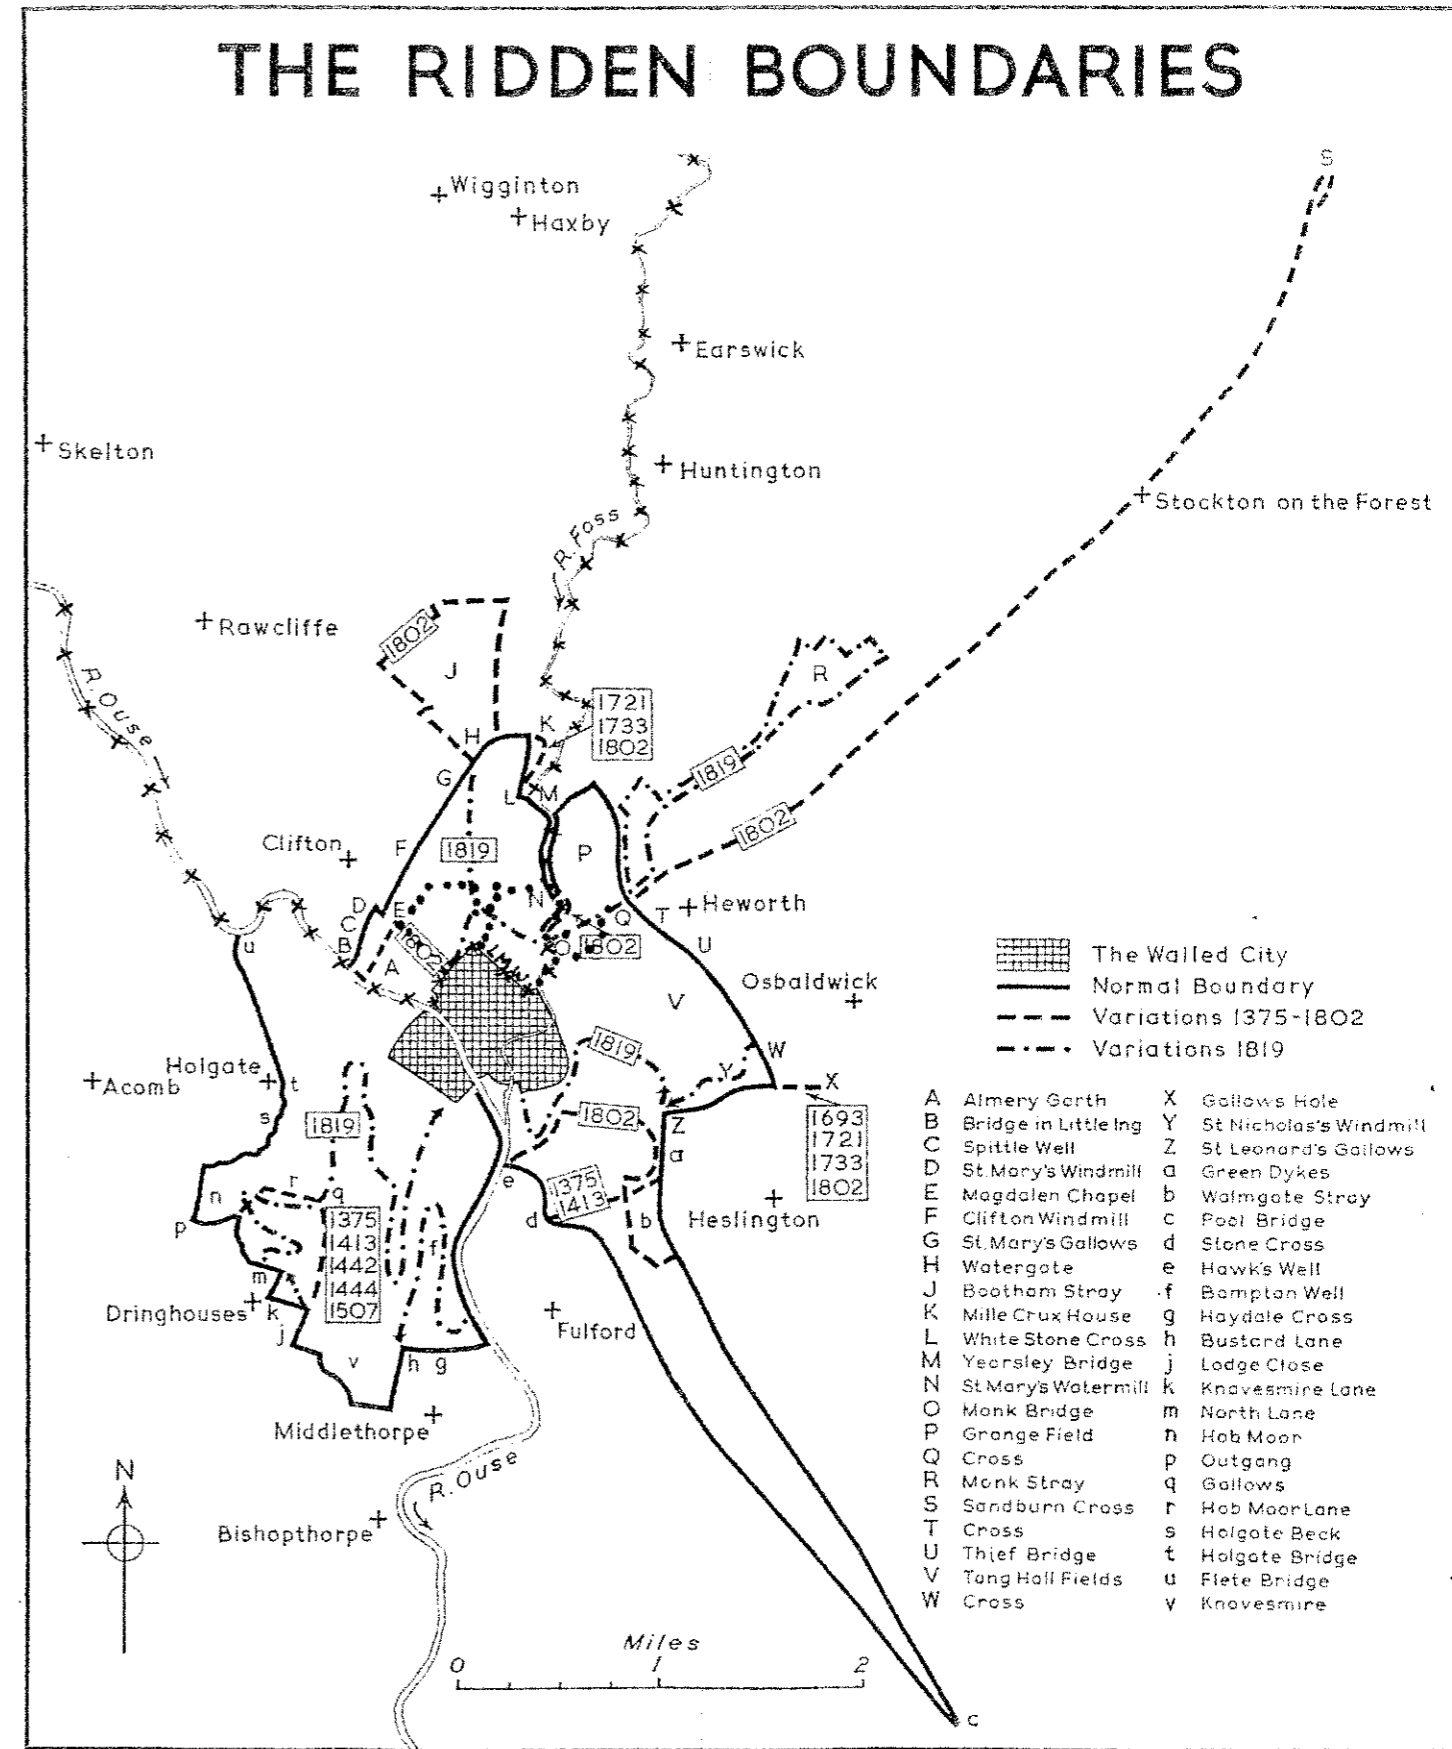 THE RIDDEN BOUNDARIES
S
Wigginton
Haxby
Earswick
Skelton
Huntington
Stockton on the Forest
R. Foss
Rawcliffe
1802
J
R
R. Ouse
1721
1733
1802
H
K
G
L
M
1819
1802
Clifton
F
1819
P
D
E
N
Q
T
Heworth
C
u
B
O
1802
U
1802
A
Osbaldwick
V
The Walled City
Normal Boundary
Variations 1375-1802
Variations 1819
1819
W
Y
Holgate
Acomb
t
X
s
1819
1802
Z
a
1693
1721
1733
1802
r
q
n
p
e
1375
1413
d
b
Heslington
1375
1413
1442
1444
1507
f
m
Dringhouses
k
j
Fulford
v
h
g
Middlethorpe
N
R. Ouse
Bishopthorpe
A Almery Garth
B Bridge in Little Ing
C Spittle Well
D St. Mary's Windmill
E Magdalen Chapel
F Clifton Windmill
G St. Mary's Gallows
H Watergate
J Bootham Stray
K Mille Crux House
L White Stone Cross
M Yearsley Bridge
N St Mary's Watermill
O Monk Bridge
P Grange Field
Q Cross
R Monk Stray
S Sandburn Cross
T Cross
U Thief Bridge
V Tang Hall Fields
W Cross
X Gallows Hole
Y St Nicholas's Windmill
Z St Leonard's Gallows
a Green Dykes
b Walmgate Stray
c Pool Bridge
d Stone Cross
e Hawk's Well
f Bampton Well
g Haydale Cross
h Bustard Lane
j Lodge Close
k Knavesmire Lane
m North Lane
n Hob Moor
p Outgang
q Gallows
r Hob Moor Lane
s Holgate Beck
t Holgate Bridge
u Flete Bridge
v Knavesmire
Miles
0 1 2
c